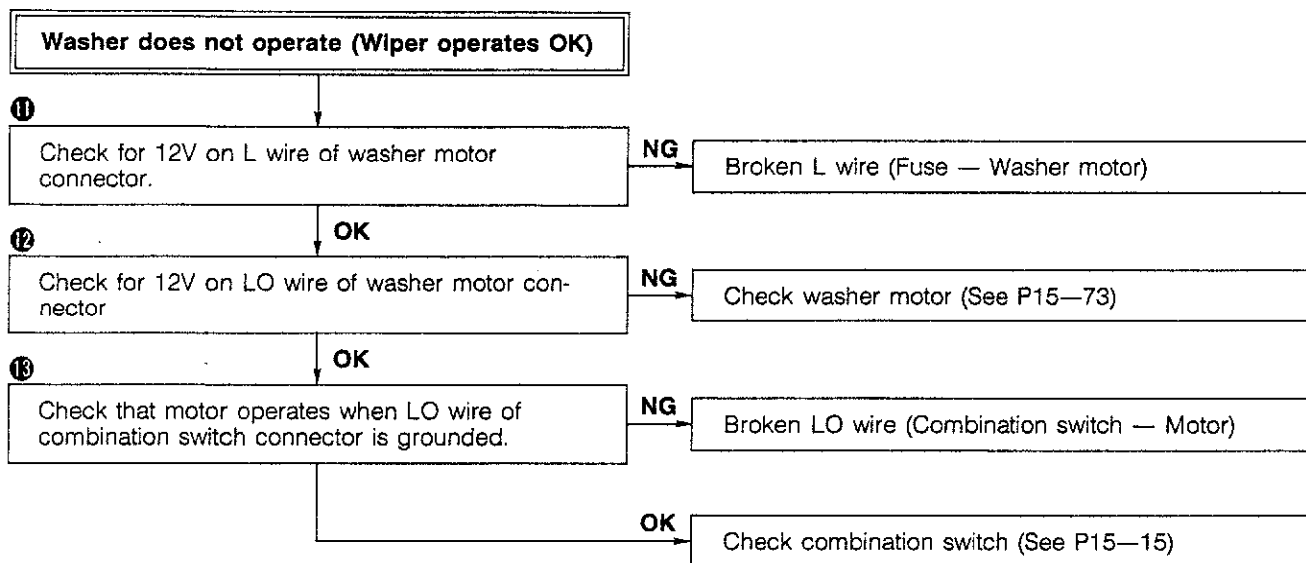 Washer does not operate (Wiper operates OK)
11
Check for 12V on L wire of washer motor
connector.
NG
Broken L wire (Fuse — Washer motor)
OK
12
Check for 12V on LO wire of washer motor con-
nector
NG
Check washer motor (See P15—73)
OK
13
Check that motor operates when LO wire of
combination switch connector is grounded.
NG
Broken LO wire (Combination switch — Motor)
OK
Check combination switch (See P15—15)